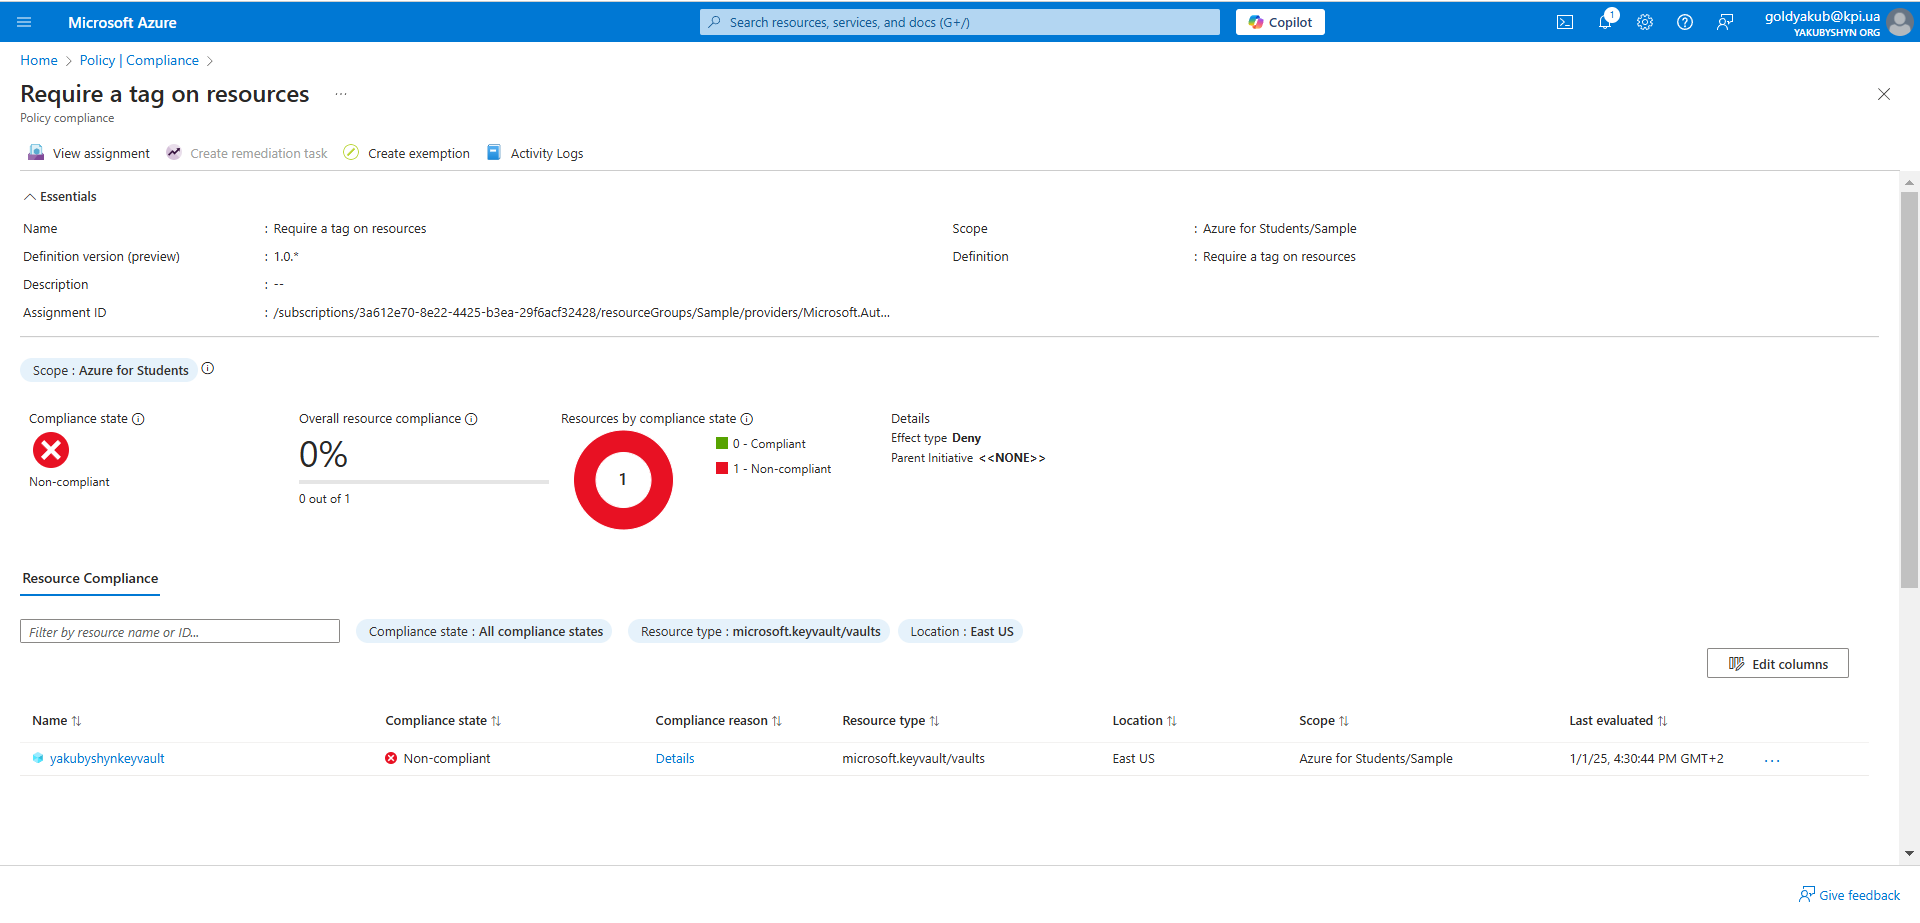 Microsoft Azure
Search resources, services, and docs (G+/)
Copilot
1
goldyakub@kpi.ua
YAKUBYSHYN ORG
Home > Policy | Compliance >
Require a tag on resources ...
Policy compliance
View assignment Create remediation task Create exemption Activity Logs
Essentials
Name : Require a tag on resources Scope : Azure for Students/Sample
Definition version (preview) : 1.0.* Definition : Require a tag on resources
Description : --
Assignment ID : /subscriptions/3a612e70-8e22-4425-b3ea-29f6acf32428/resourceGroups/Sample/providers/Microsoft.Aut...
Scope : Azure for Students
Compliance state
Non-compliant
Overall resource compliance
0%
0 out of 1
Resources by compliance state
1
0 - Compliant
1 - Non-compliant
Details
Effect type Deny
Parent Initiative <<NONE>>
Resource Compliance
Filter by resource name or ID... Compliance state : All compliance states Resource type : microsoft.keyvault/vaults Location : East US
Edit columns
Name Compliance state Compliance reason Resource type Location Scope Last evaluated
yakubyshynkeyvault Non-compliant Details microsoft.keyvault/vaults East US Azure for Students/Sample 1/1/25, 4:30:44 PM GMT+2 ...
Give feedback